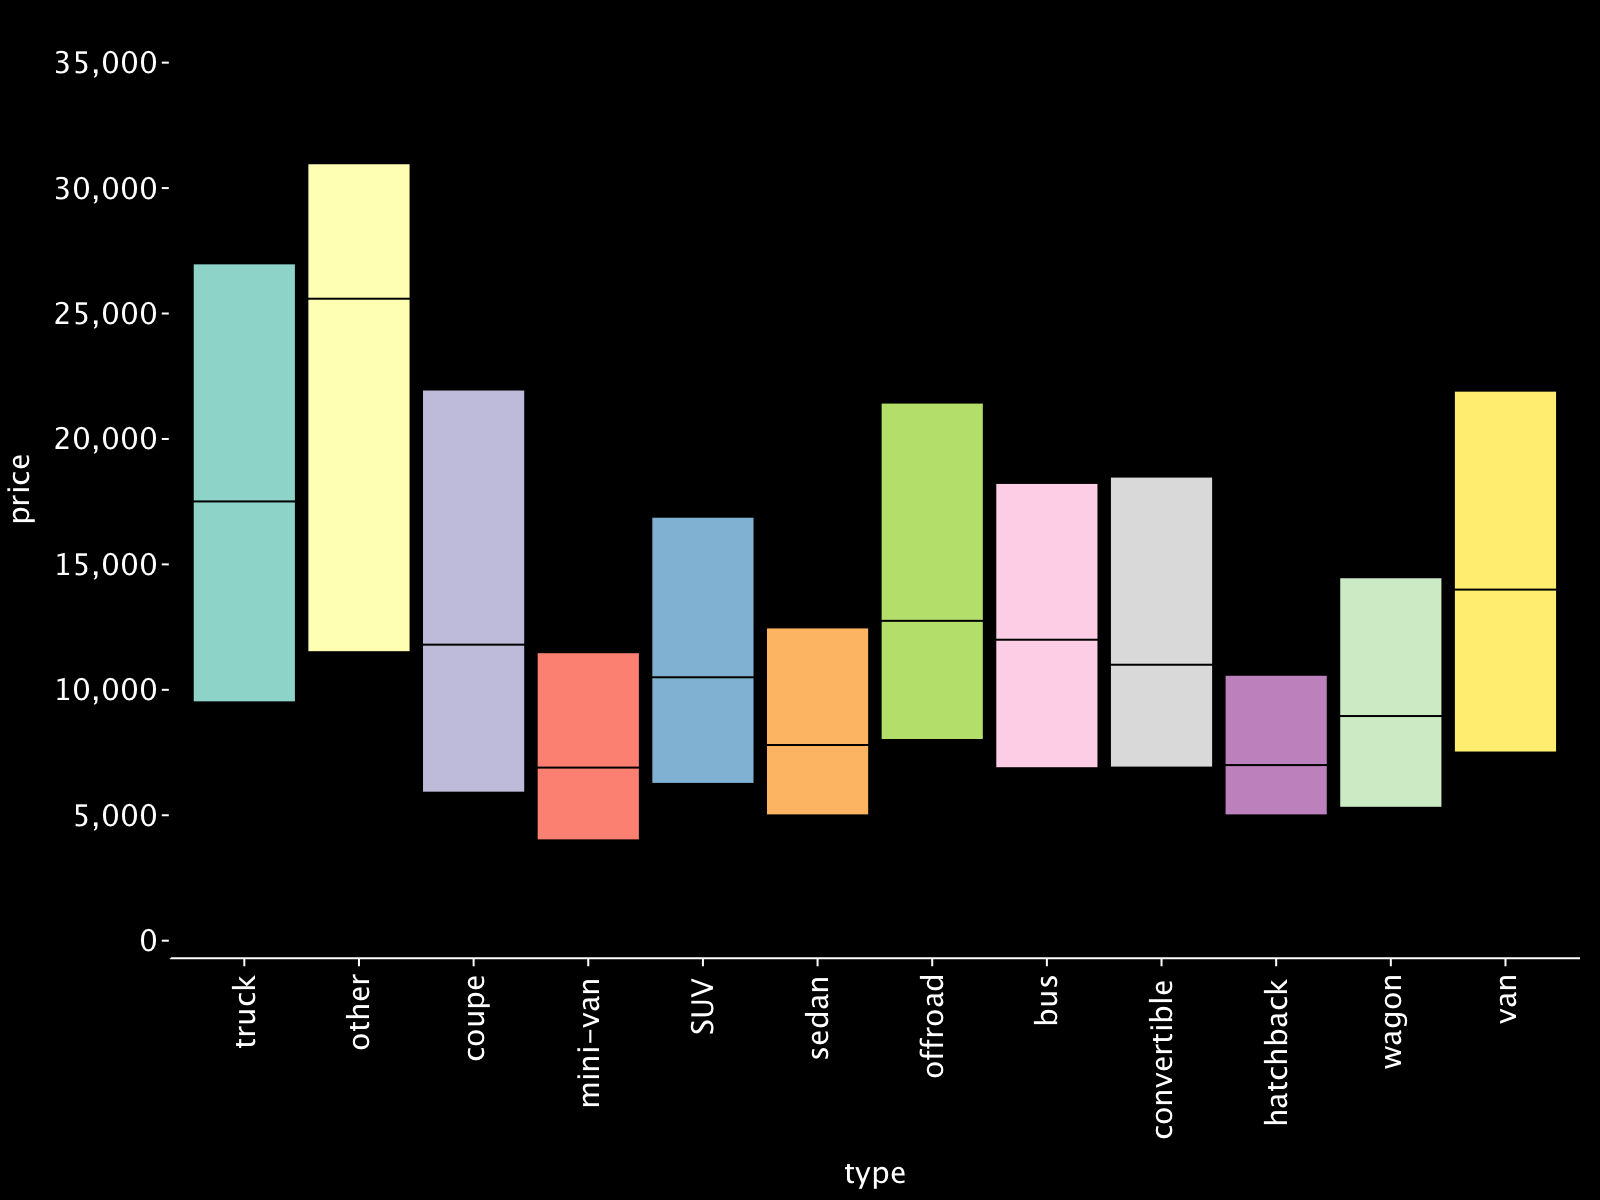 35,000
30,000
25,000
20,000
15,000
10,000
5,000
0
price
truck
other
coupe
mini-van
SUV
sedan
offroad
bus
convertible
hatchback
wagon
van
type